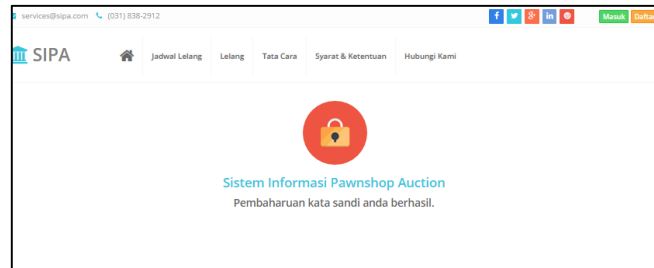 services@sipa.com (031) 838-2912 Masuk Daftar
SIPA Jadwal Lelang Lelang Tata Cara Syarat & Ketentuan Hubungi Kami
Sistem Informasi Pawnshop Auction
Pembaharuan kata sandi anda berhasil.